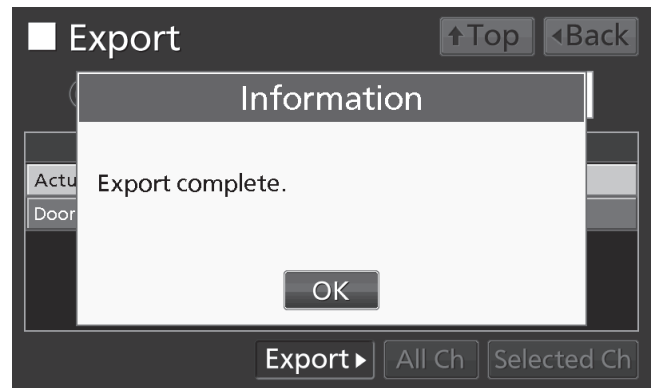 Export
Top
Back
Information
Actu
Export complete.
Door
OK
Export
All Ch
Selected Ch